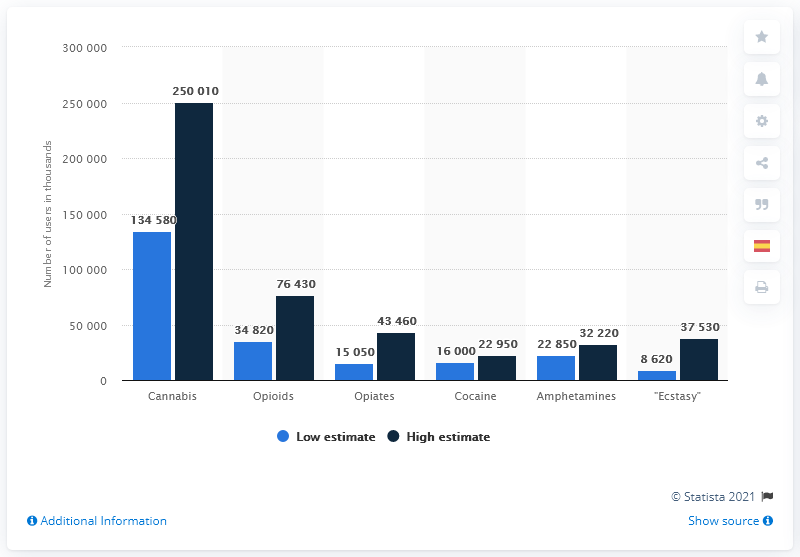 300 000
250 000
200 000
150 000
100 000
50 000
0
Number of users in thousands
134 580
250 010
34 820
76 430
15 050
43 460
16 000
22 950
22 850
32 220
8 620
37 530
Cannabis
Opioids
Opiates
Cocaine
Amphetamines
"Ecstasy"
Low estimate
High estimate
© Statista 2021
Additional Information
Show source